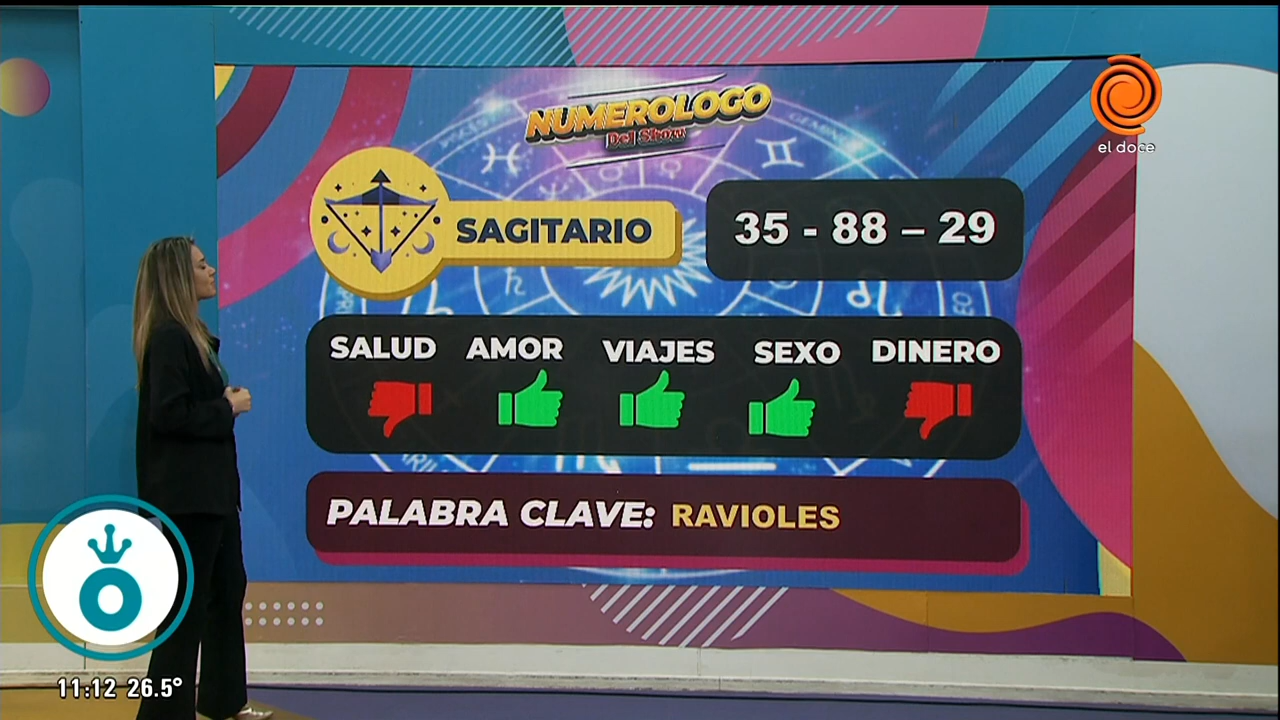 NUMEROLOGO
Del Show
el doce
SAGITARIO
35 - 88 – 29
SALUD AMOR VIAJES SEXO DINERO
PALABRA CLAVE: RAVIOLES
11:12 26.5°